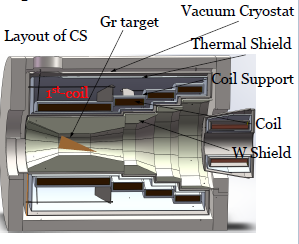 Vacuum Cryostat
Gr target
Layout of CS
Thermal Shield
1st coil
Coil Support
Coil
W Shield